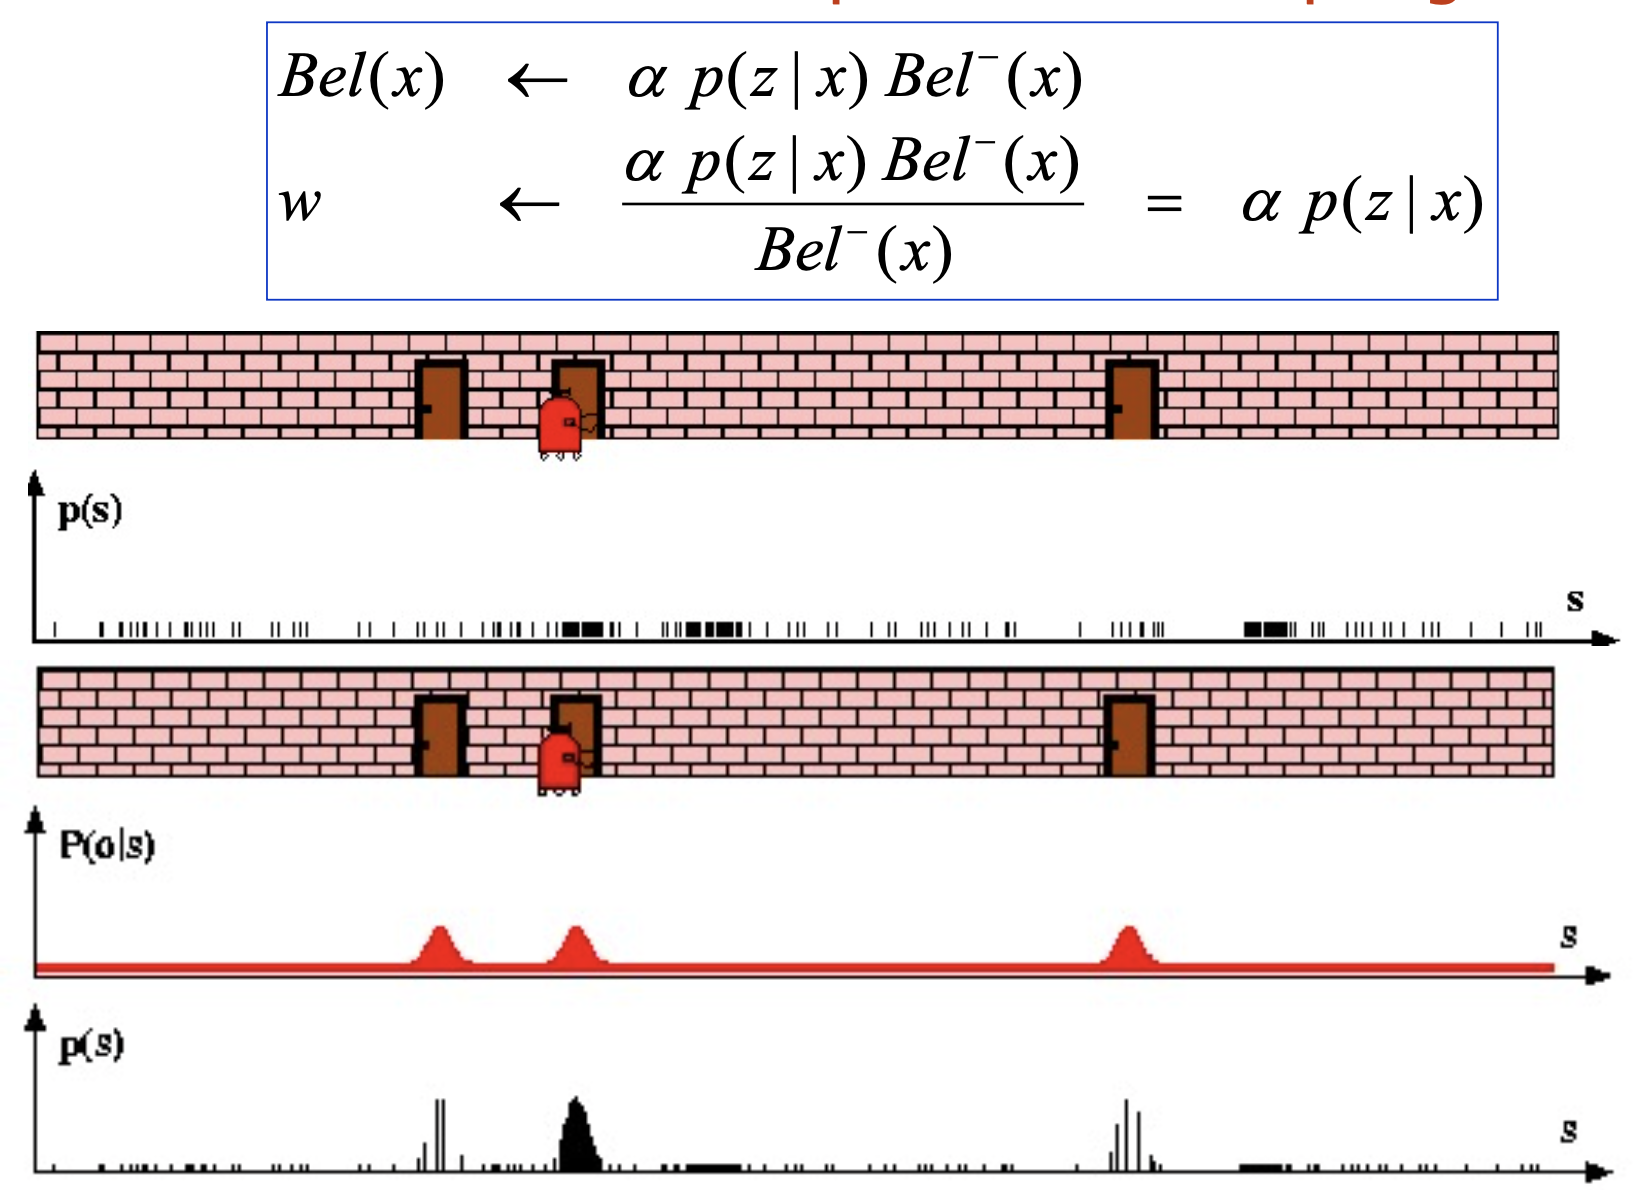 Bel(x) ← α p(z | x) Bel⁻(x)
w ← α p(z | x) Bel⁻(x) / Bel⁻(x) = α p(z | x)
p(s)
s
P(o|s)
s
p(s)
s